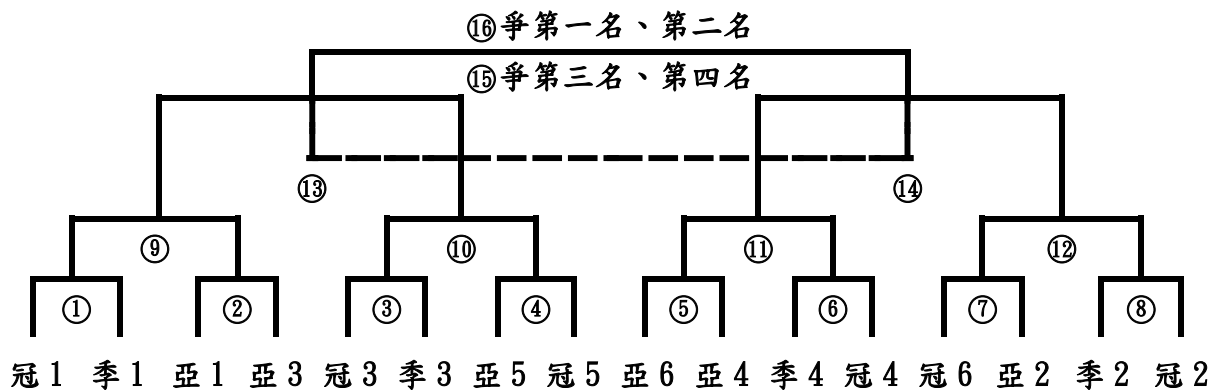 ⑯爭第一名、第二名
⑮爭第三名、第四名
⑬ ⑭
⑨ ⑩ ⑪ ⑫
① ② ③ ④ ⑤ ⑥ ⑦ ⑧
冠1 季1 亞1 亞3 冠3 季3 亞5 冠5 亞6 亞4 季4 冠4 冠6 亞2 季2 冠2